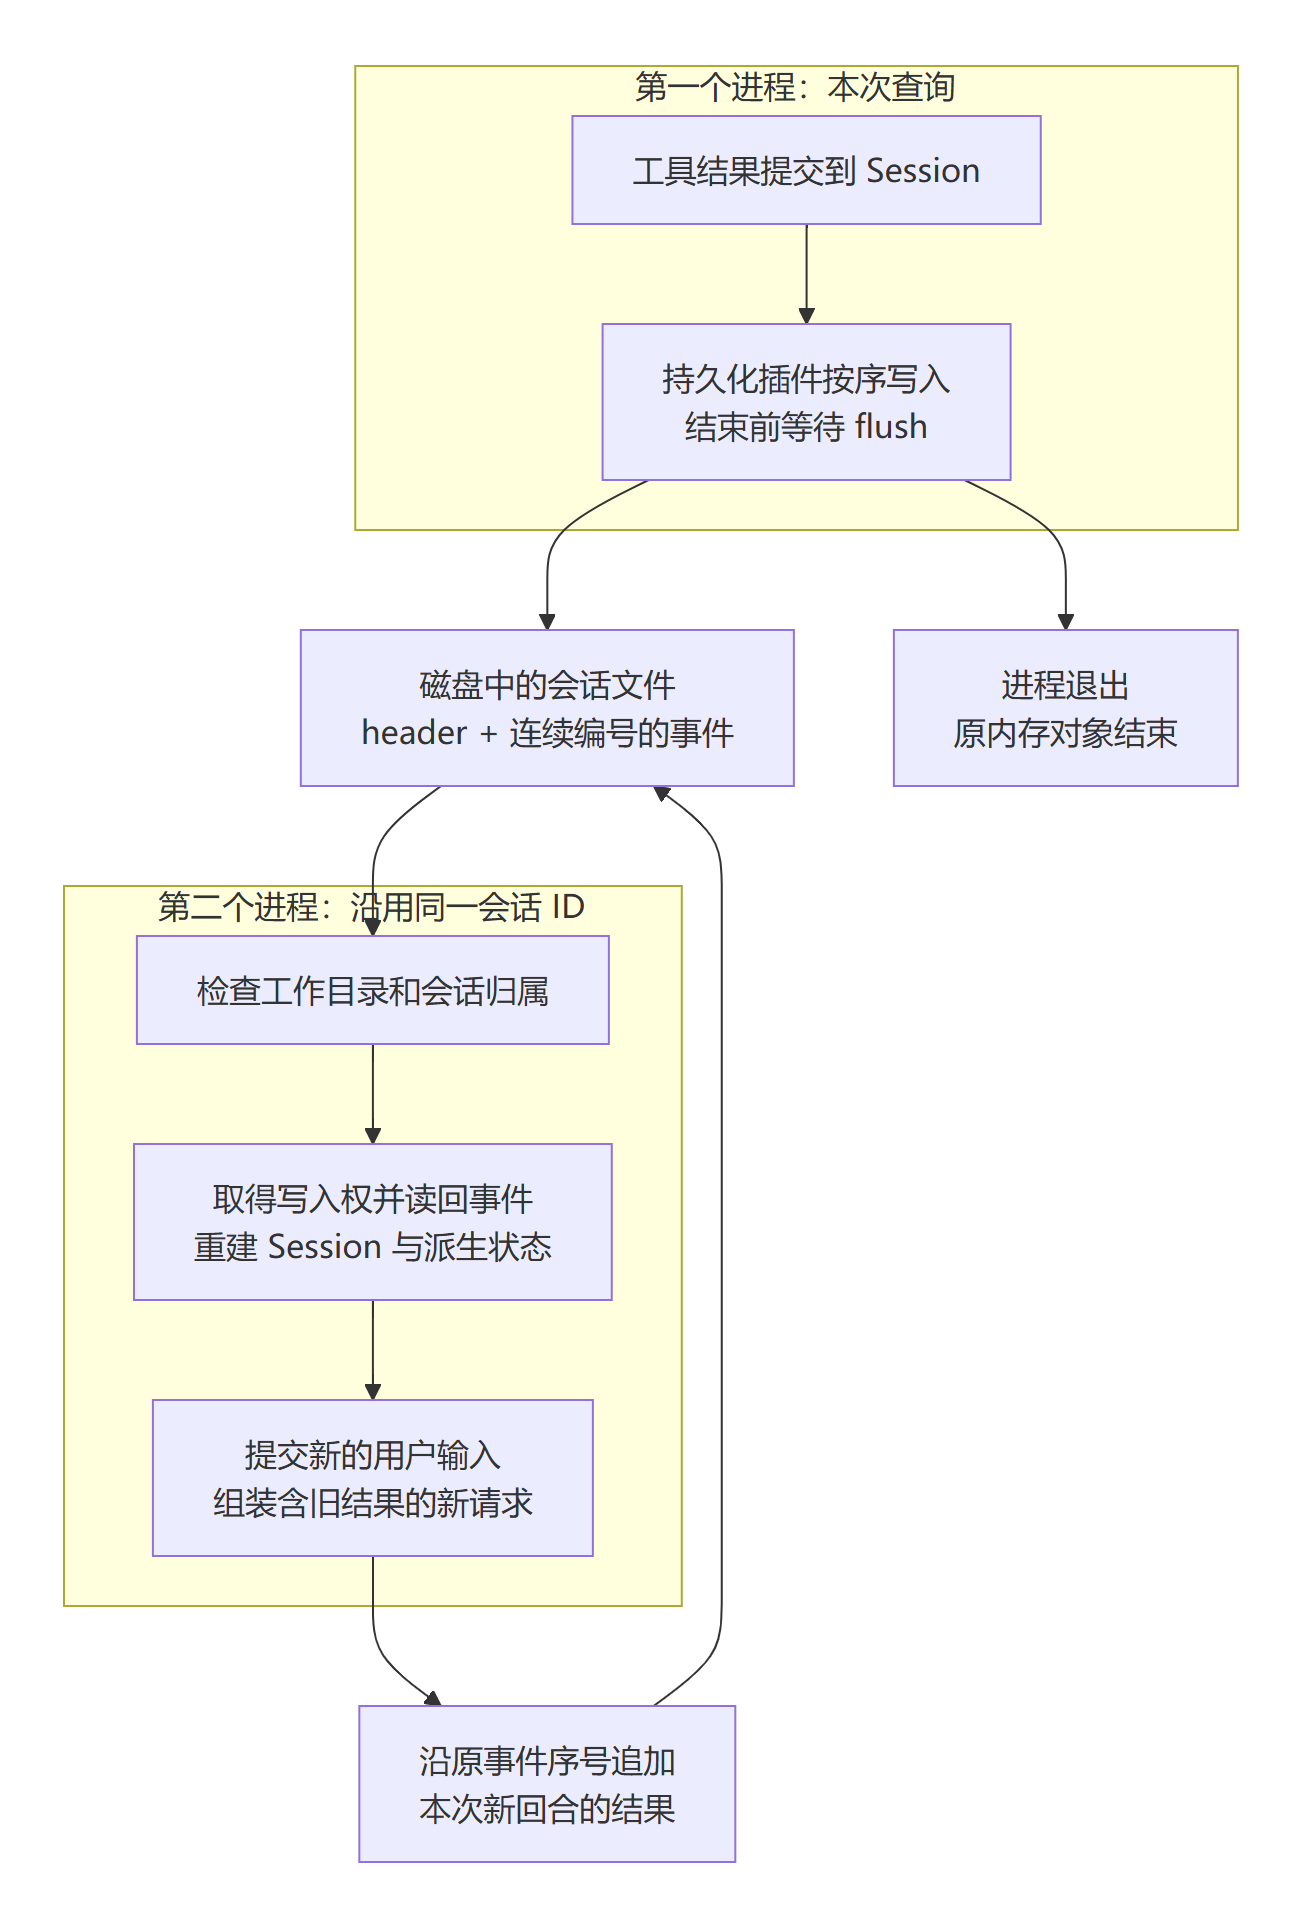 第一个进程：本次查询
工具结果提交到 Session
持久化插件按序写入
结束前等待 flush
磁盘中的会话文件
header + 连续编号的事件
进程退出
原内存对象结束
第二个进程：沿用同一会话 ID
检查工作目录和会话归属
取得写入权并读回事件
重建 Session 与派生状态
提交新的用户输入
组装含旧结果的新请求
沿原事件序号追加
本次新回合的结果